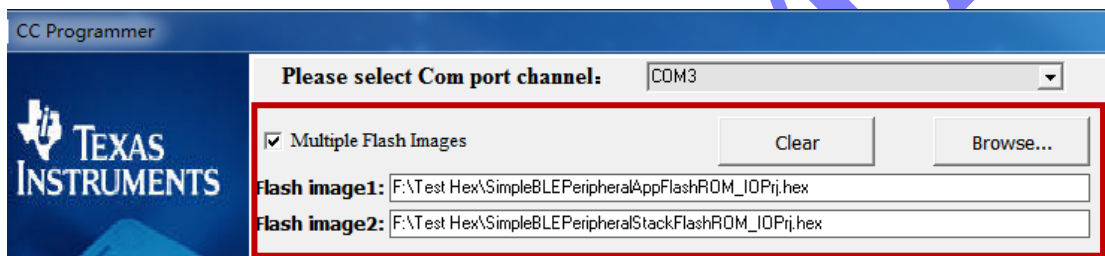 CC Programmer
Please select Com port channel: COM3
TEXAS
INSTRUMENTS
Multiple Flash Images Clear Browse...
Flash image1: F:\Test Hex\SimpleBLEPeripheralAppFlashROM_IOPrj.hex
Flash image2: F:\Test Hex\SimpleBLEPeripheralStackFlashROM_IOPrj.hex